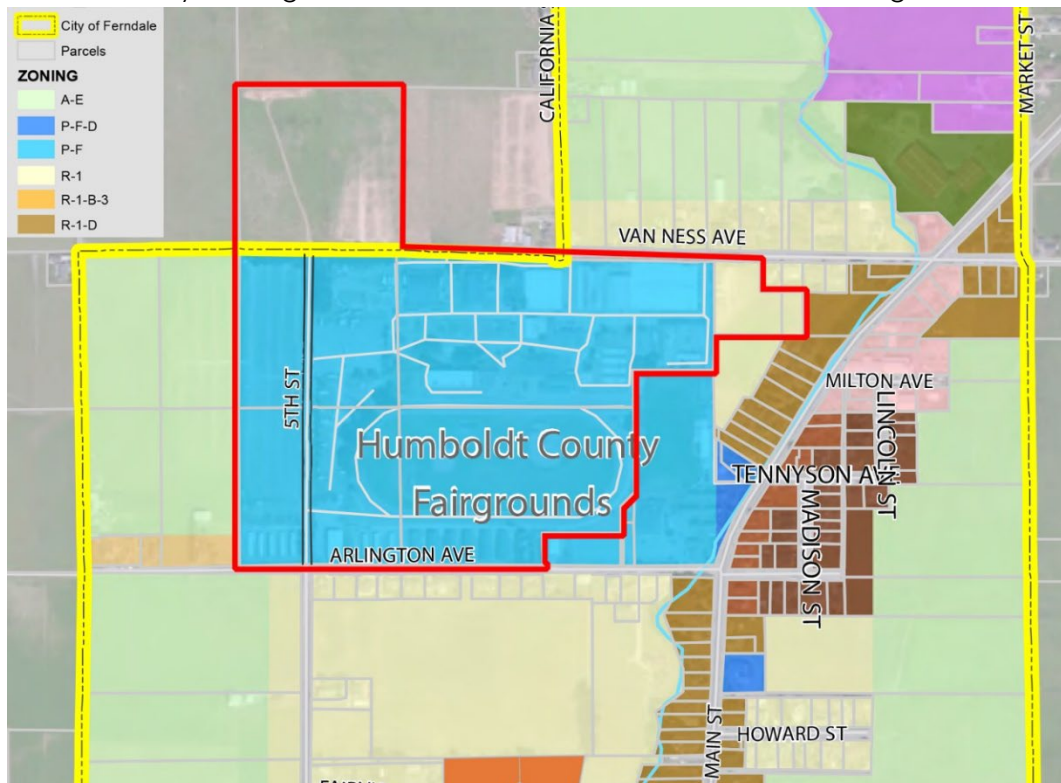 City of Ferndale
Parcels
ZONING
A-E
P-F-D
P-F
R-1
R-1-B-3
R-1-D
CALIFORNIA
MARKET ST
VAN NESS AVE
5TH ST
MILTON AVE
LINCOLN ST
Humboldt County
Fairgrounds
TENNYSON AV
MADISON ST
ARLINGTON AVE
MAIN ST
HOWARD ST